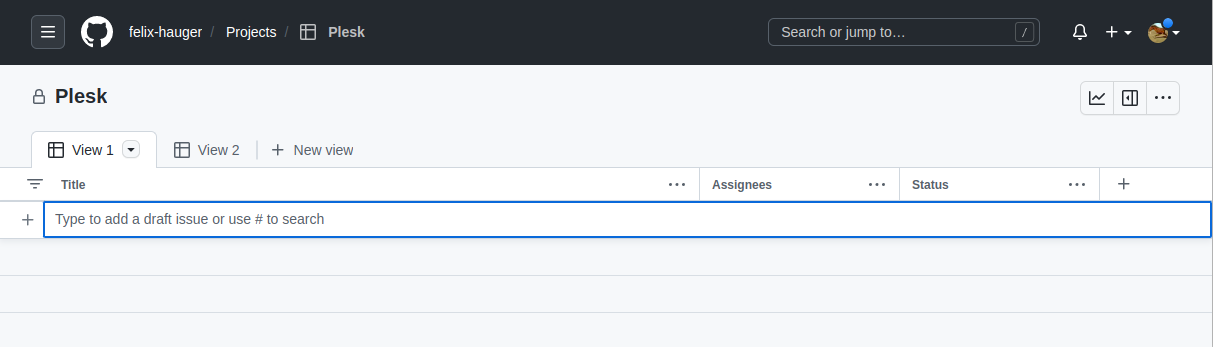 felix-hauger / Projects / Plesk
Search or jump to… /
Plesk
View 1 View 2 New view
Title Assignees Status
Type to add a draft issue or use # to search